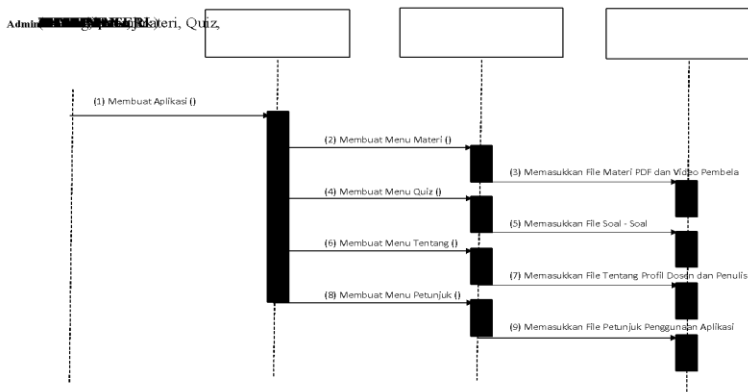 Admin
ateri, Quiz,
(1) Membuat Aplikasi ()
(2) Membuat Menu Materi ()
(3) Memasukkan File Materi PDF dan Video Pembela
(4) Membuat Menu Quiz ()
(5) Memasukkan File Soal - Soal
(6) Membuat Menu Tentang ()
(7) Memasukkan File Tentang Profil Dosen dan Penulis
(8) Membuat Menu Petunjuk ()
(9) Memasukkan File Petunjuk Penggunaan Aplikasi